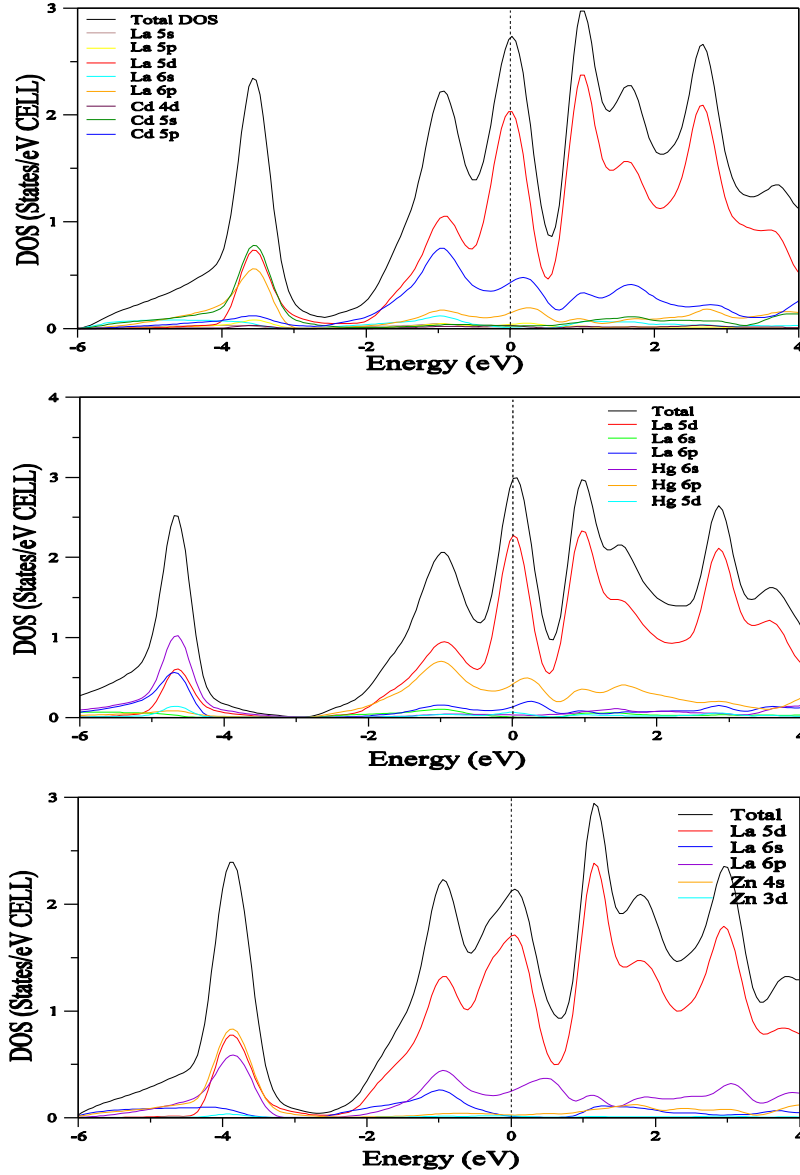 3
Total DOS
La 5s
La 5p
La 5d
La 6s
La 6p
Cd 4d
Cd 5s
Cd 5p
2
1
0
DOS (States/eV CELL)
-6 -4 -2 0 2 4
Energy (eV)
4
Total
La 5d
La 6s
La 6p
Hg 6s
Hg 6p
Hg 5d
3
2
1
0
DOS (States/eV CELL)
-6 -4 -2 0 2 4
Energy (eV)
3
Total
La 5d
La 6s
La 6p
Zn 4s
Zn 3d
2
1
0
DOS (States/eV CELL)
-6 -4 -2 0 2 4
Energy (eV)